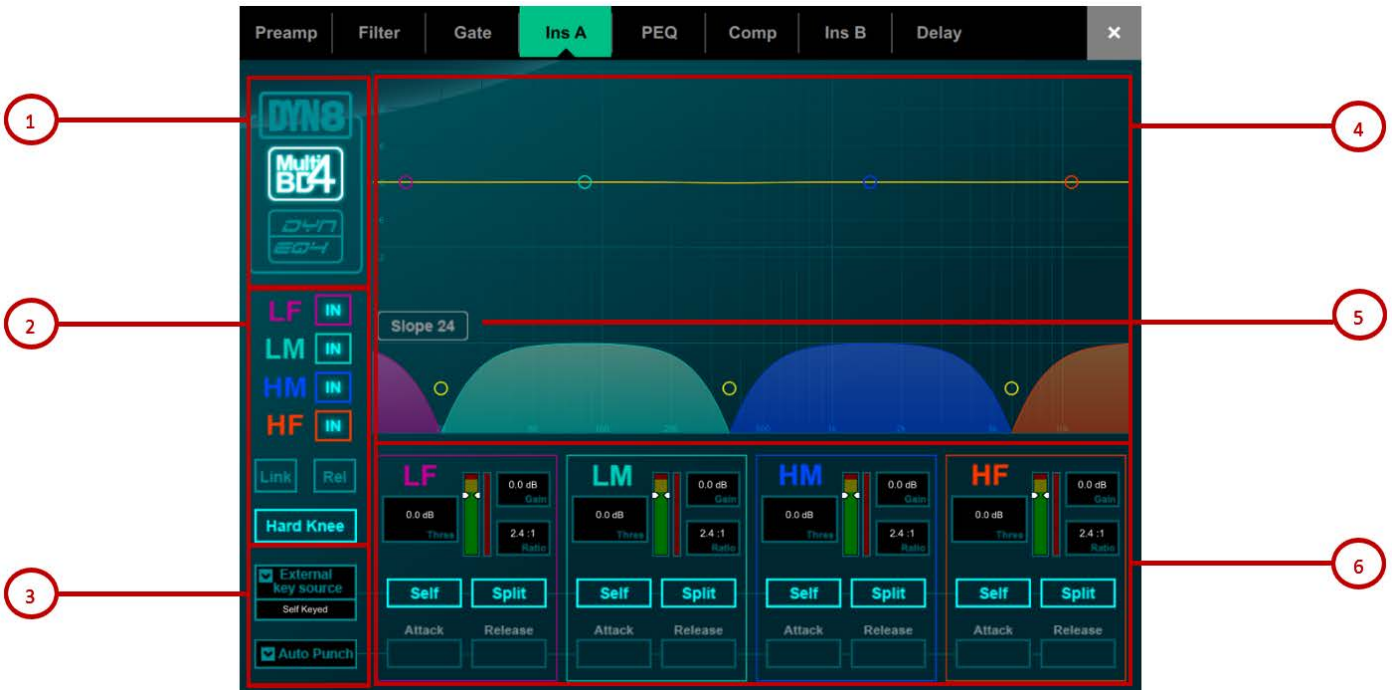 Preamp Filter Gate Ins A PEQ Comp Ins B Delay ×
1
DYN8
Multi
BD4
DYN
EQ4
4
2
LF IN
LM IN
HM IN
HF IN
Link Rel
Hard Knee
Slope 24
5
3
External
key source
Self Keyed
Auto Punch
LF
0.0 dB
Gain
0.0 dB
Thres
2.4 :1
Ratio
Self Split
Attack Release
LM
0.0 dB
Gain
0.0 dB
Thres
2.4 :1
Ratio
Self Split
Attack Release
HM
0.0 dB
Gain
0.0 dB
Thres
2.4 :1
Ratio
Self Split
Attack Release
HF
0.0 dB
Gain
0.0 dB
Thres
2.4 :1
Ratio
Self Split
Attack Release
6